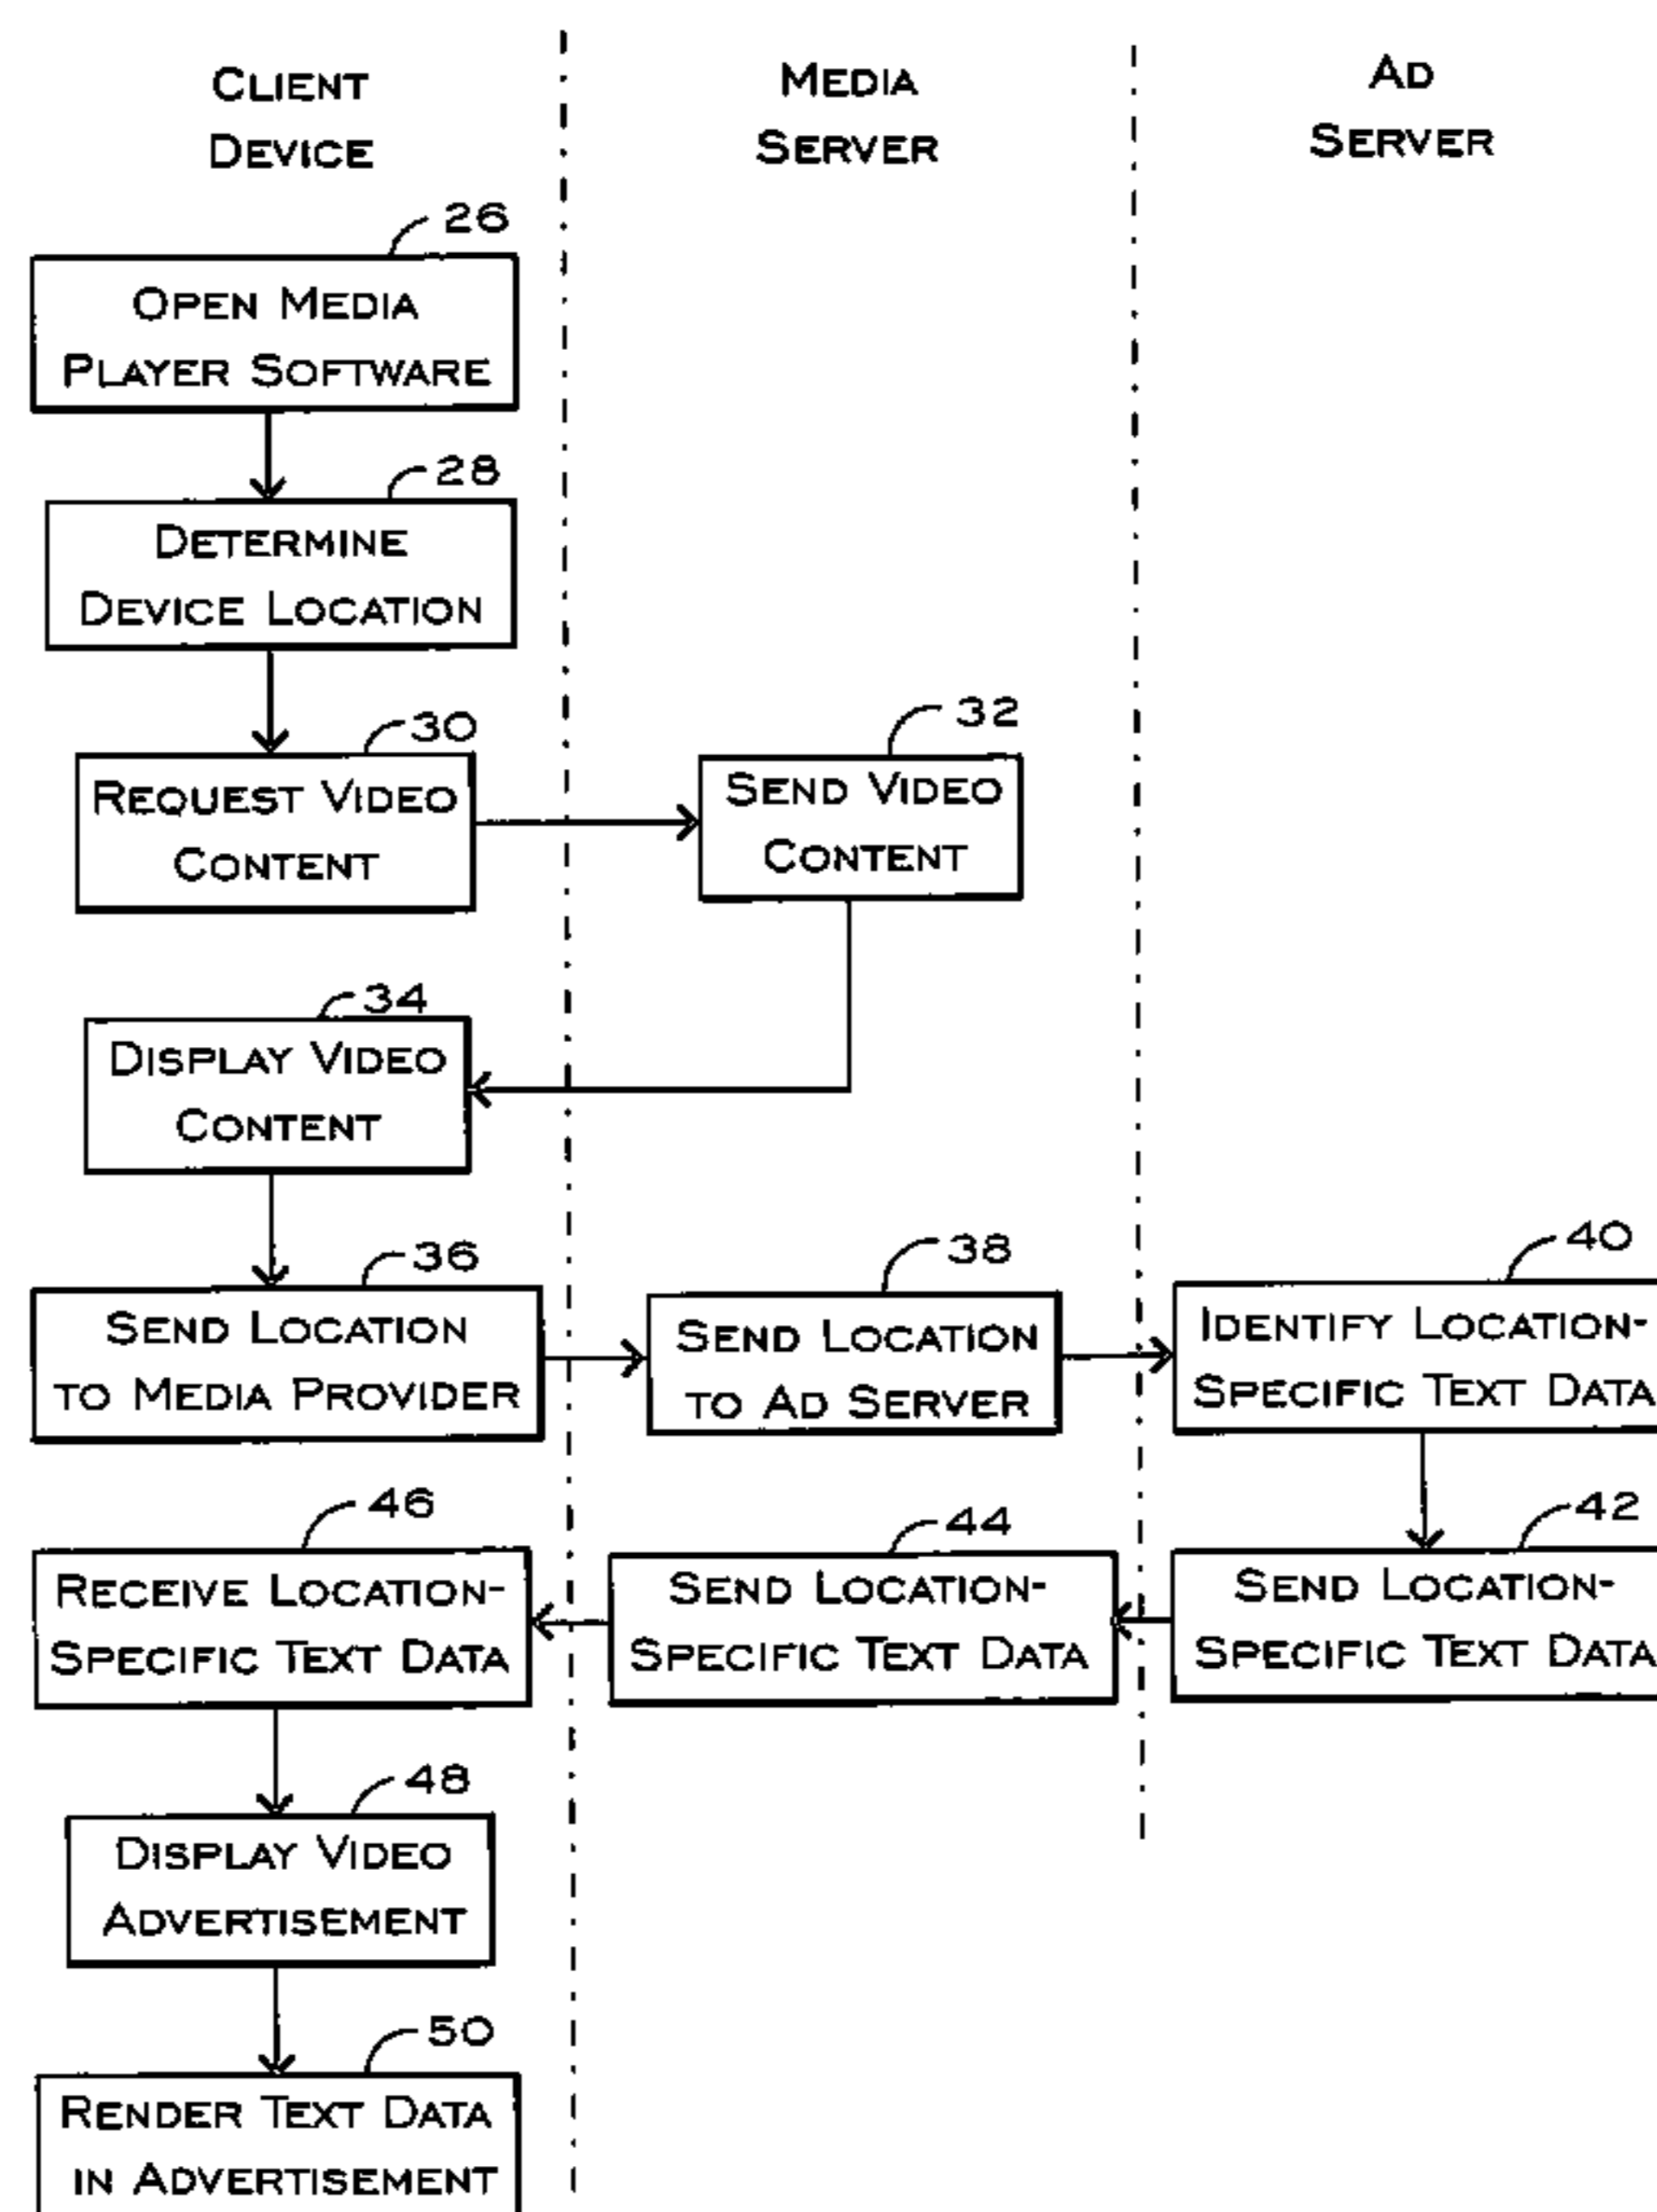 CLIENT
DEVICE
MEDIA
SERVER
AD
SERVER
26
OPEN MEDIA
PLAYER SOFTWARE
28
DETERMINE
DEVICE LOCATION
30
REQUEST VIDEO
CONTENT
32
SEND VIDEO
CONTENT
34
DISPLAY VIDEO
CONTENT
36
SEND LOCATION
TO MEDIA PROVIDER
38
SEND LOCATION
TO AD SERVER
40
IDENTIFY LOCATION-
SPECIFIC TEXT DATA
42
SEND LOCATION-
SPECIFIC TEXT DATA
44
SEND LOCATION-
SPECIFIC TEXT DATA
46
RECEIVE LOCATION-
SPECIFIC TEXT DATA
48
DISPLAY VIDEO
ADVERTISEMENT
50
RENDER TEXT DATA
IN ADVERTISEMENT